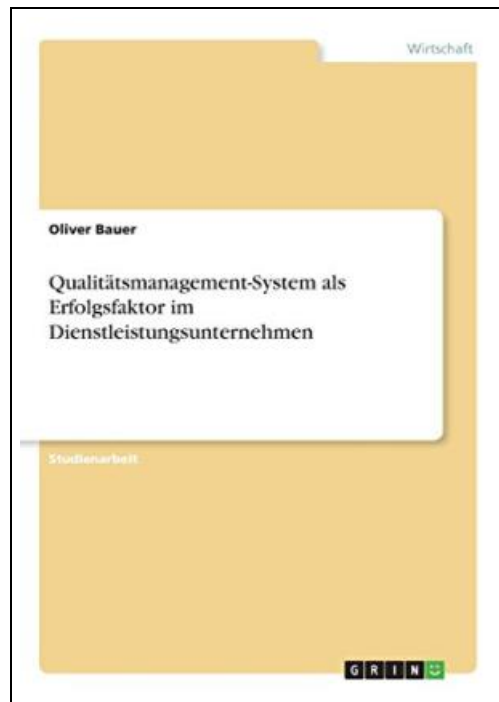 Wirtschaft
Oliver Bauer
Qualitätsmanagement-System als
Erfolgsfaktor im
Dienstleistungsunternehmen
Studienarbeit
GRIN